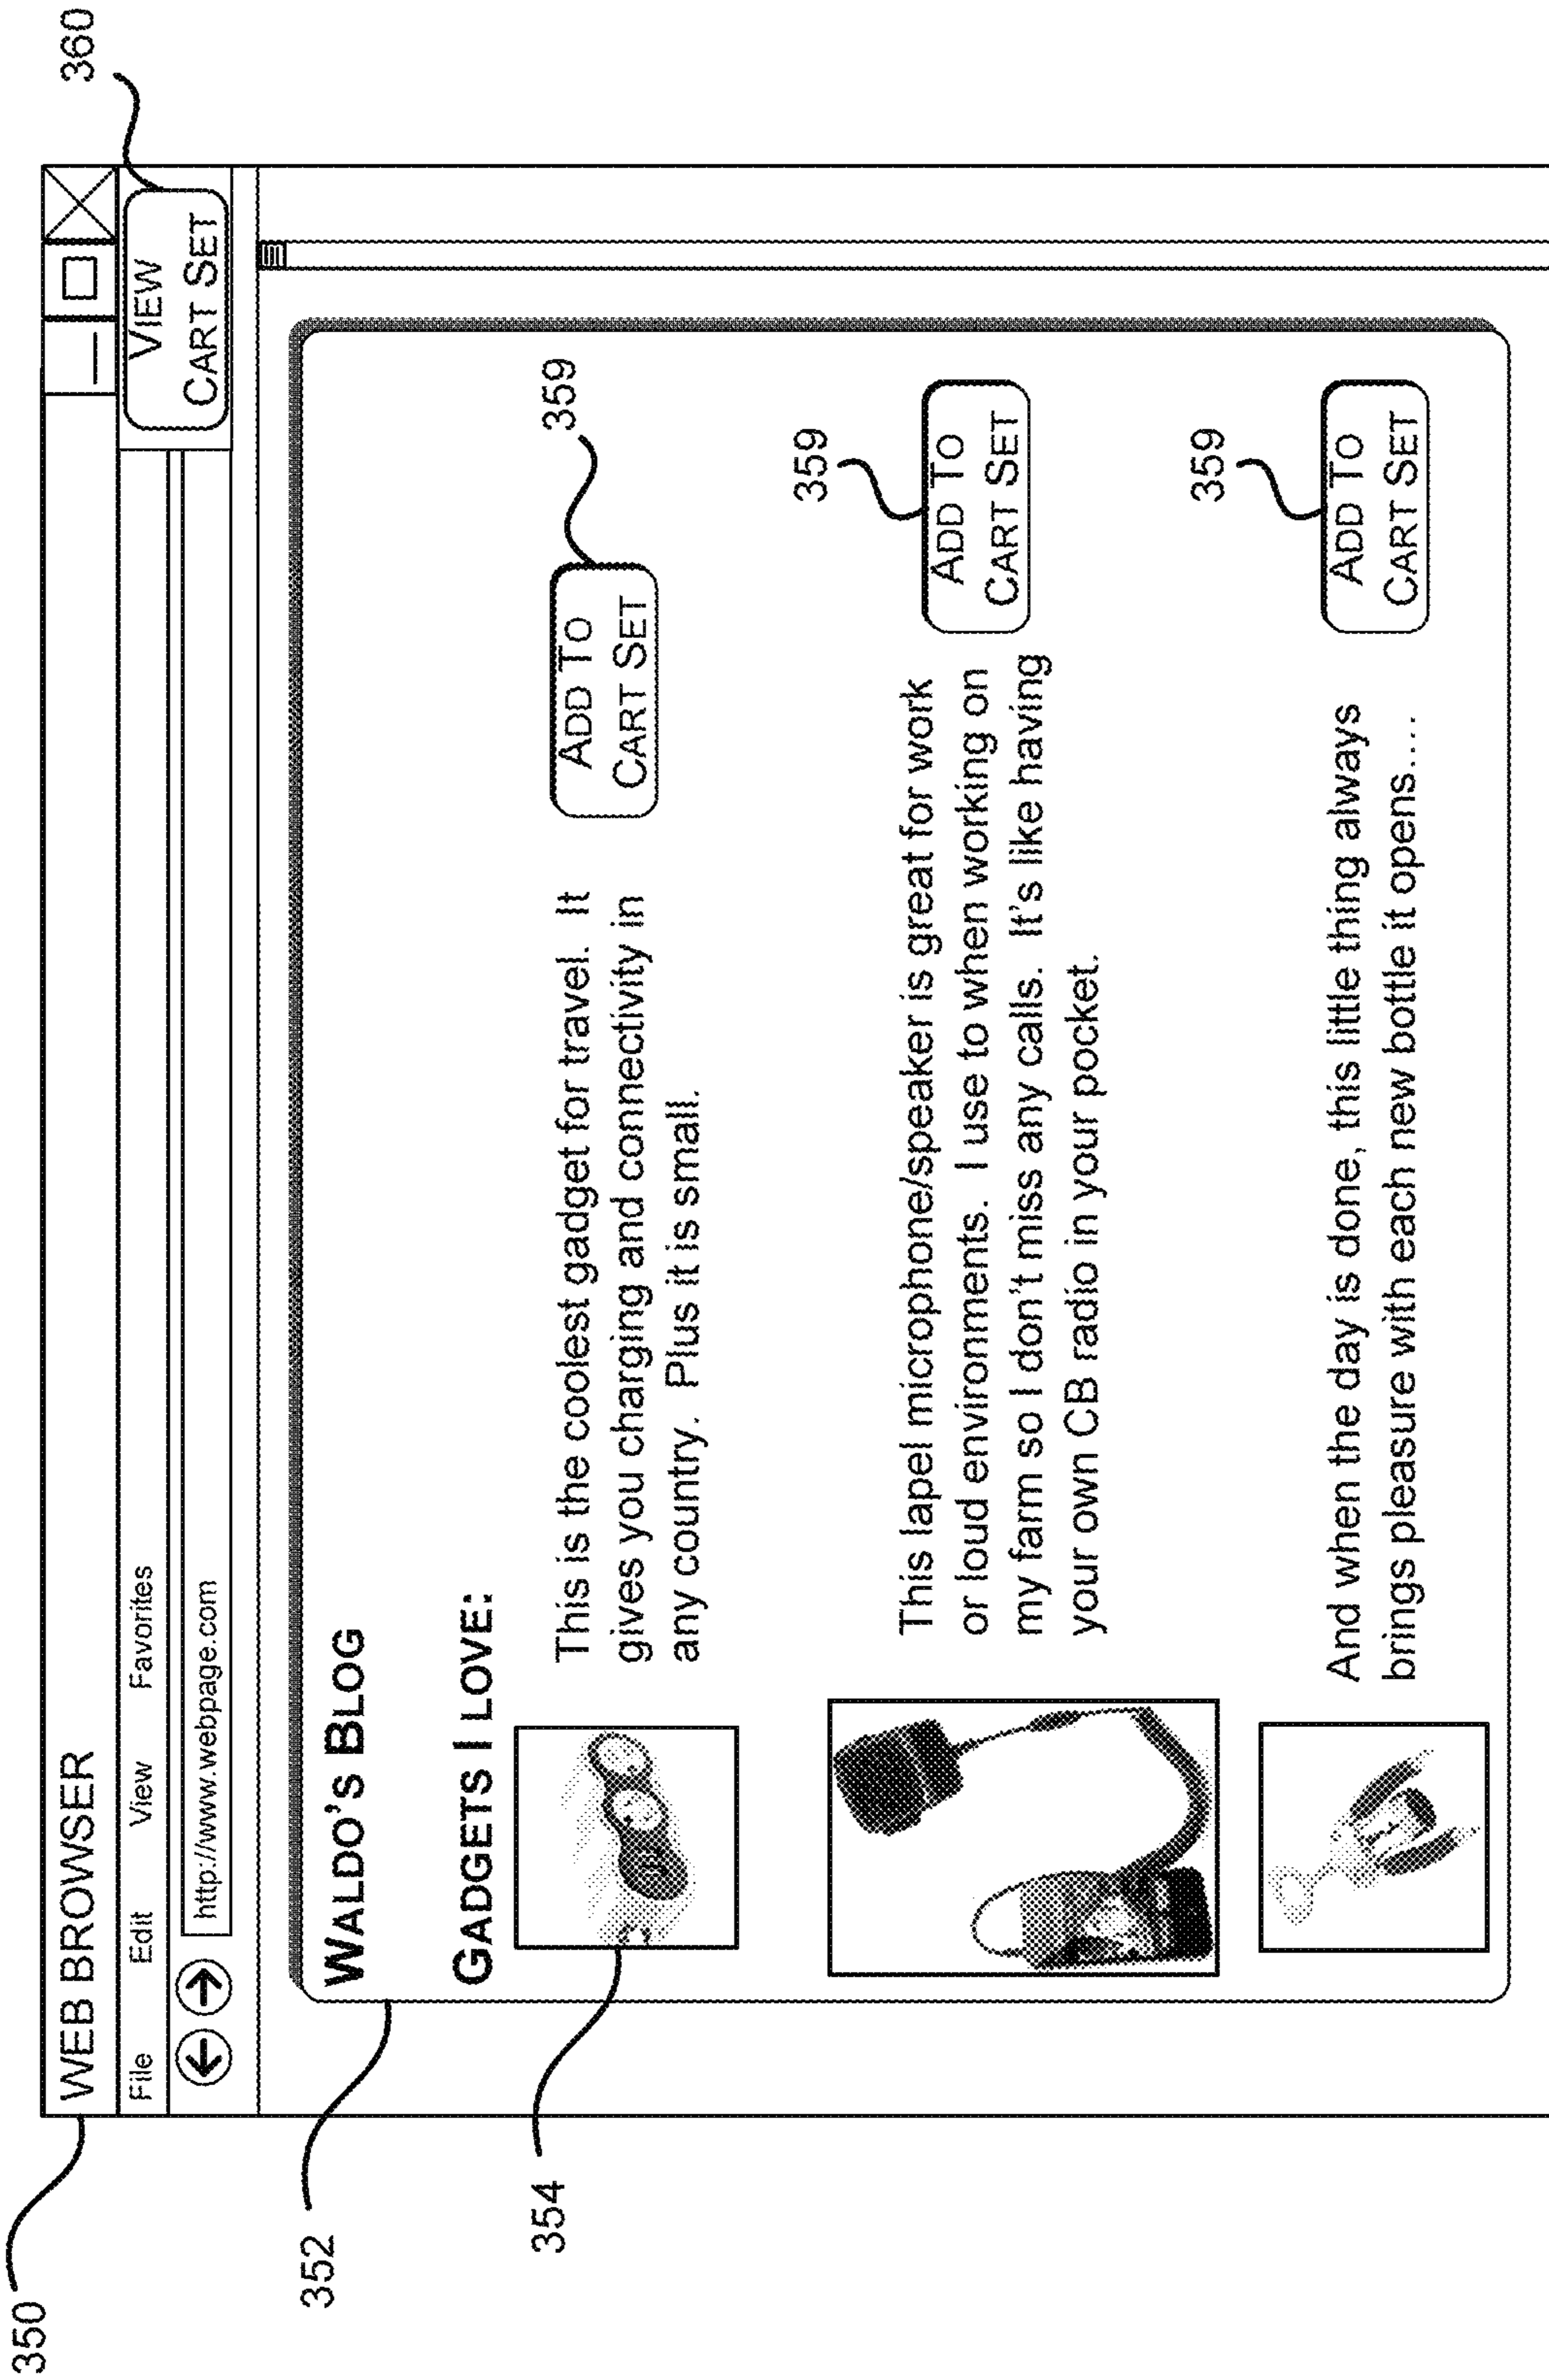 350
WEB BROWSER
File Edit View Favorites
http://www.webpage.com
VIEW
CART SET
360
352
WALDO'S BLOG
GADGETS I LOVE:
354
This is the coolest gadget for travel. It
gives you charging and connectivity in
any country. Plus it is small.
ADD TO
CART SET
359
This lapel microphone/speaker is great for work
or loud environments. I use to when working on
my farm so I don't miss any calls. It's like having
your own CB radio in your pocket.
ADD TO
CART SET
359
And when the day is done, this little thing always
brings pleasure with each new bottle it opens....
ADD TO
CART SET
359